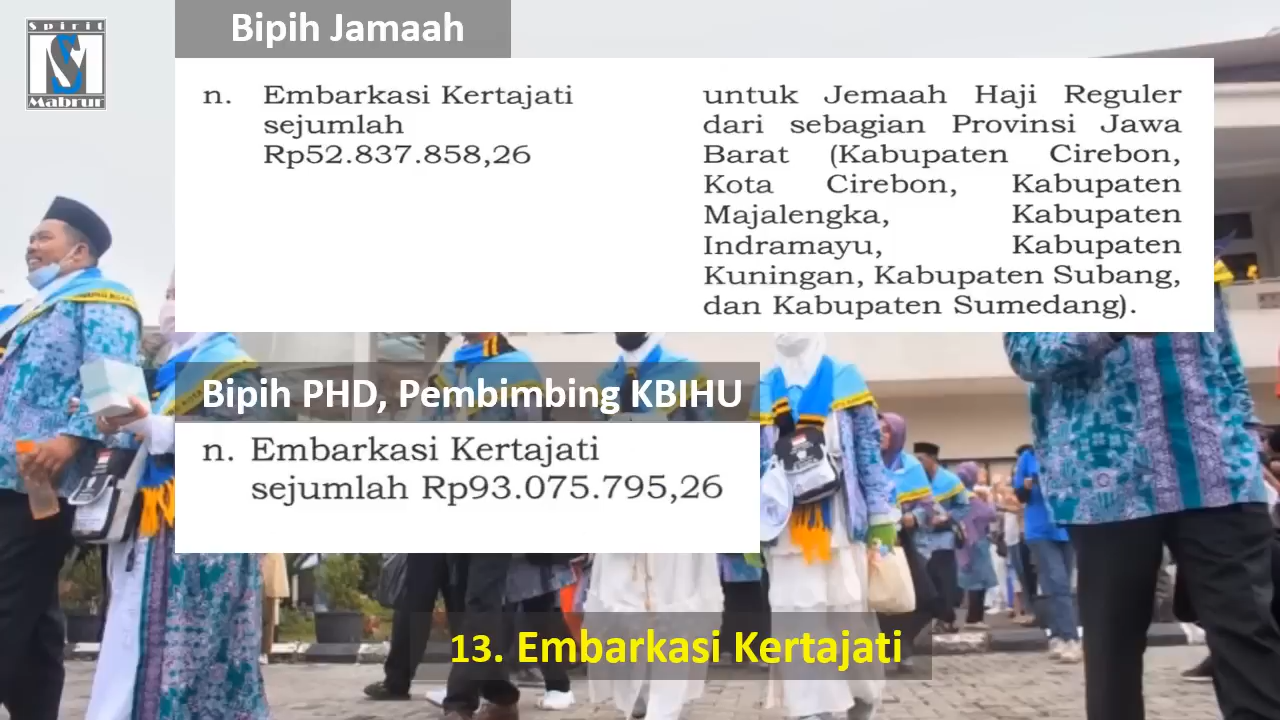 Spirit
Mabrur
Bipih Jamaah
n. Embarkasi Kertajati
sejumlah
Rp52.837.858,26
untuk Jemaah Haji Reguler
dari sebagian Provinsi Jawa
Barat (Kabupaten Cirebon,
Kota Cirebon, Kabupaten
Majalengka, Kabupaten
Indramayu, Kabupaten
Kuningan, Kabupaten Subang,
dan Kabupaten Sumedang).
Bipih PHD, Pembimbing KBIHU
n. Embarkasi Kertajati
sejumlah Rp93.075.795,26
13. Embarkasi Kertajati